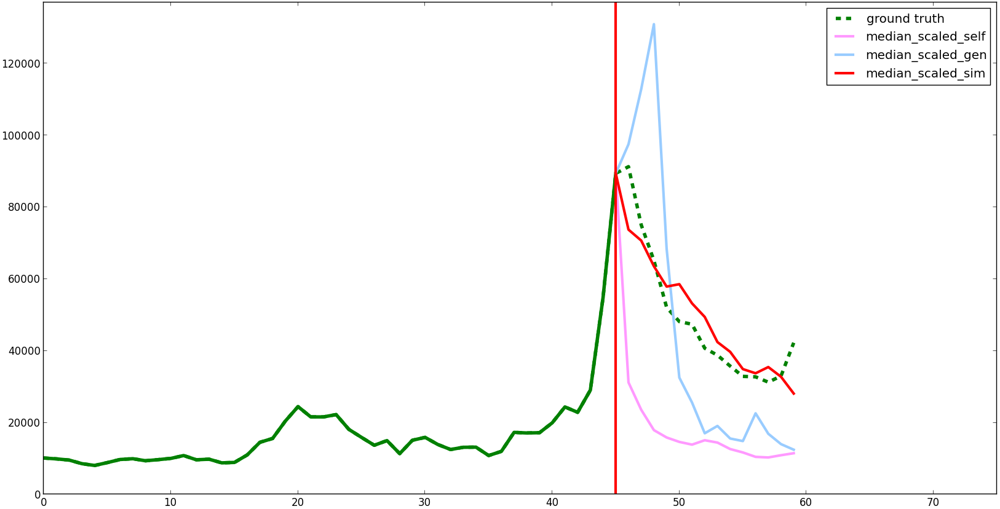 ground truth
median_scaled_self
median_scaled_gen
median_scaled_sim
120000
100000
80000
60000
40000
20000
0
0 10 20 30 40 50 60 70